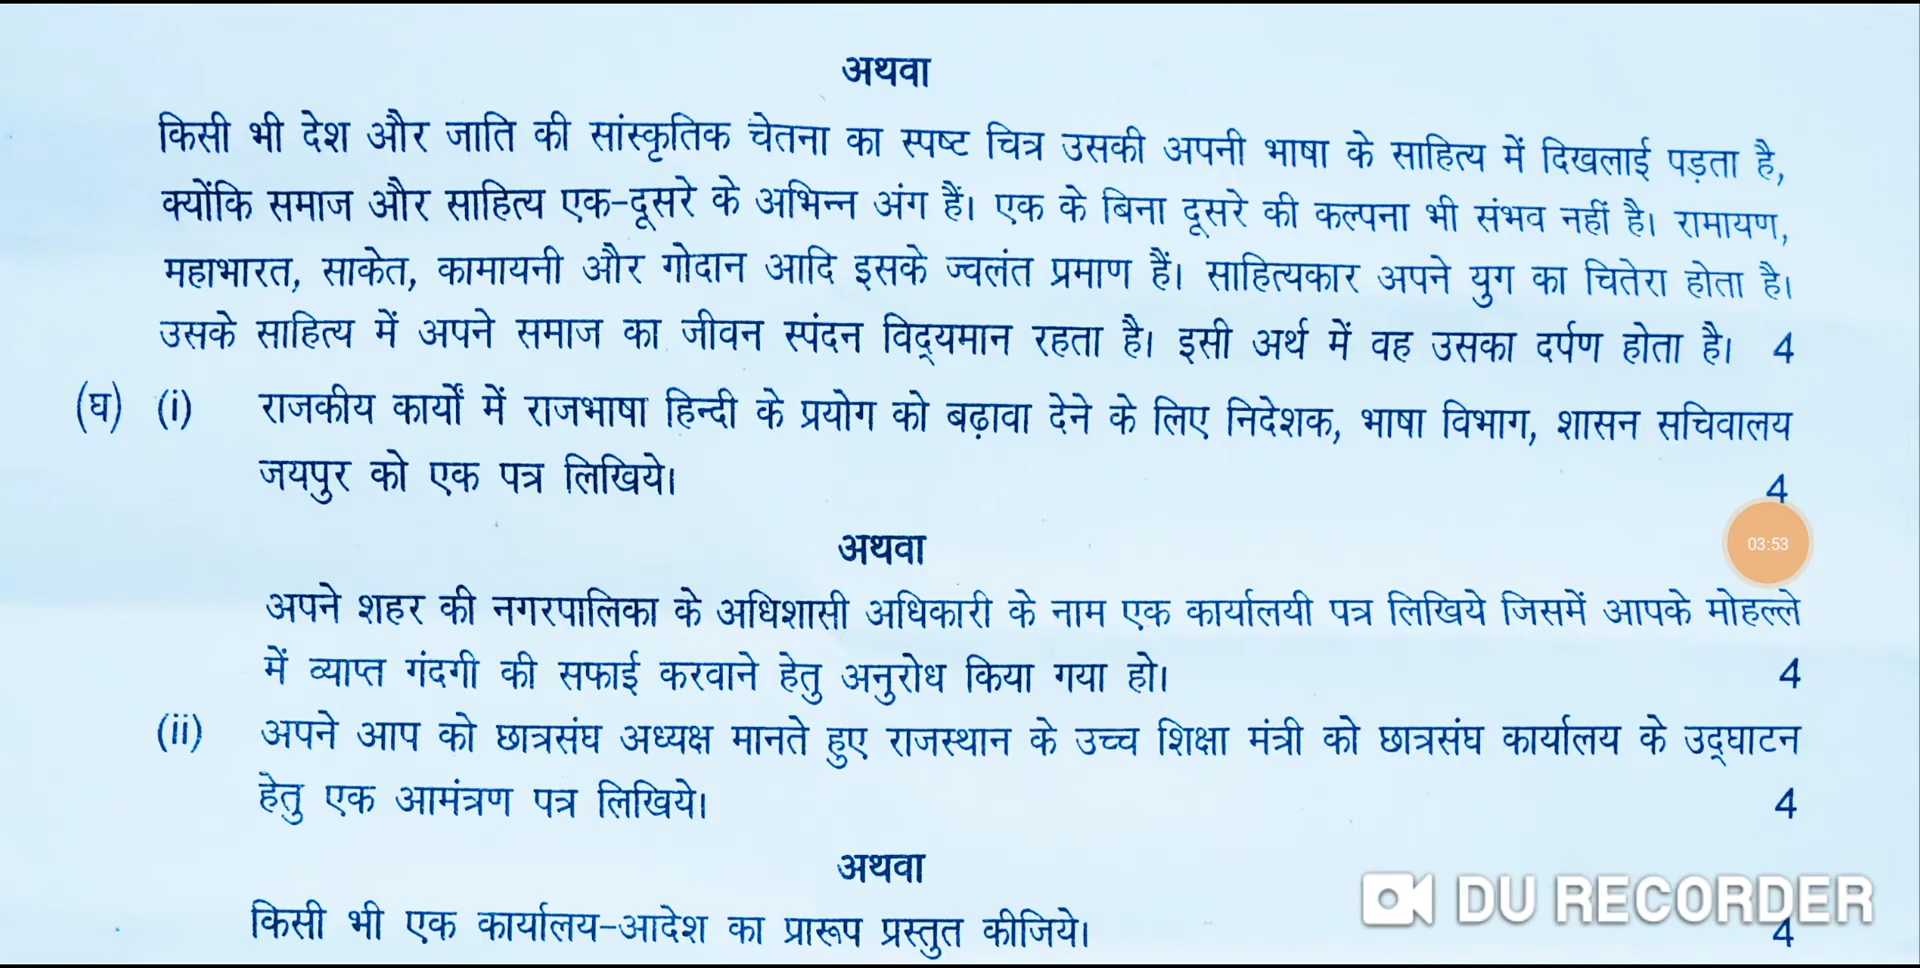 अथवा
किसी भी देश और जाति की सांस्कृतिक चेतना का स्पष्ट चित्र उसकी अपनी भाषा के साहित्य में दिखलाई पड़ता है,
क्योंकि समाज और साहित्य एक-दूसरे के अभिन्न अंग हैं। एक के बिना दूसरे की कल्पना भी संभव नहीं है। रामायण,
महाभारत, साकेत, कामायनी और गोदान आदि इसके ज्वलंत प्रमाण हैं। साहित्यकार अपने युग का चितेरा होता है।
उसके साहित्य में अपने समाज का जीवन स्पंदन विद्यमान रहता है। इसी अर्थ में वह उसका दर्पण होता है। 4
(घ) (i) राजकीय कार्यों में राजभाषा हिन्दी के प्रयोग को बढ़ावा देने के लिए निदेशक, भाषा विभाग, शासन सचिवालय
जयपुर को एक पत्र लिखिये। 4
03:53
अथवा
अपने शहर की नगरपालिका के अधिशासी अधिकारी के नाम एक कार्यालयी पत्र लिखिये जिसमें आपके मोहल्ले
में व्याप्त गंदगी की सफाई करवाने हेतु अनुरोध किया गया हो। 4
(ii) अपने आप को छात्रसंघ अध्यक्ष मानते हुए राजस्थान के उच्च शिक्षा मंत्री को छात्रसंघ कार्यालय के उद्घाटन
हेतु एक आमंत्रण पत्र लिखिये। 4
अथवा
किसी भी एक कार्यालय-आदेश का प्रारूप प्रस्तुत कीजिये। 4
DU RECORDER